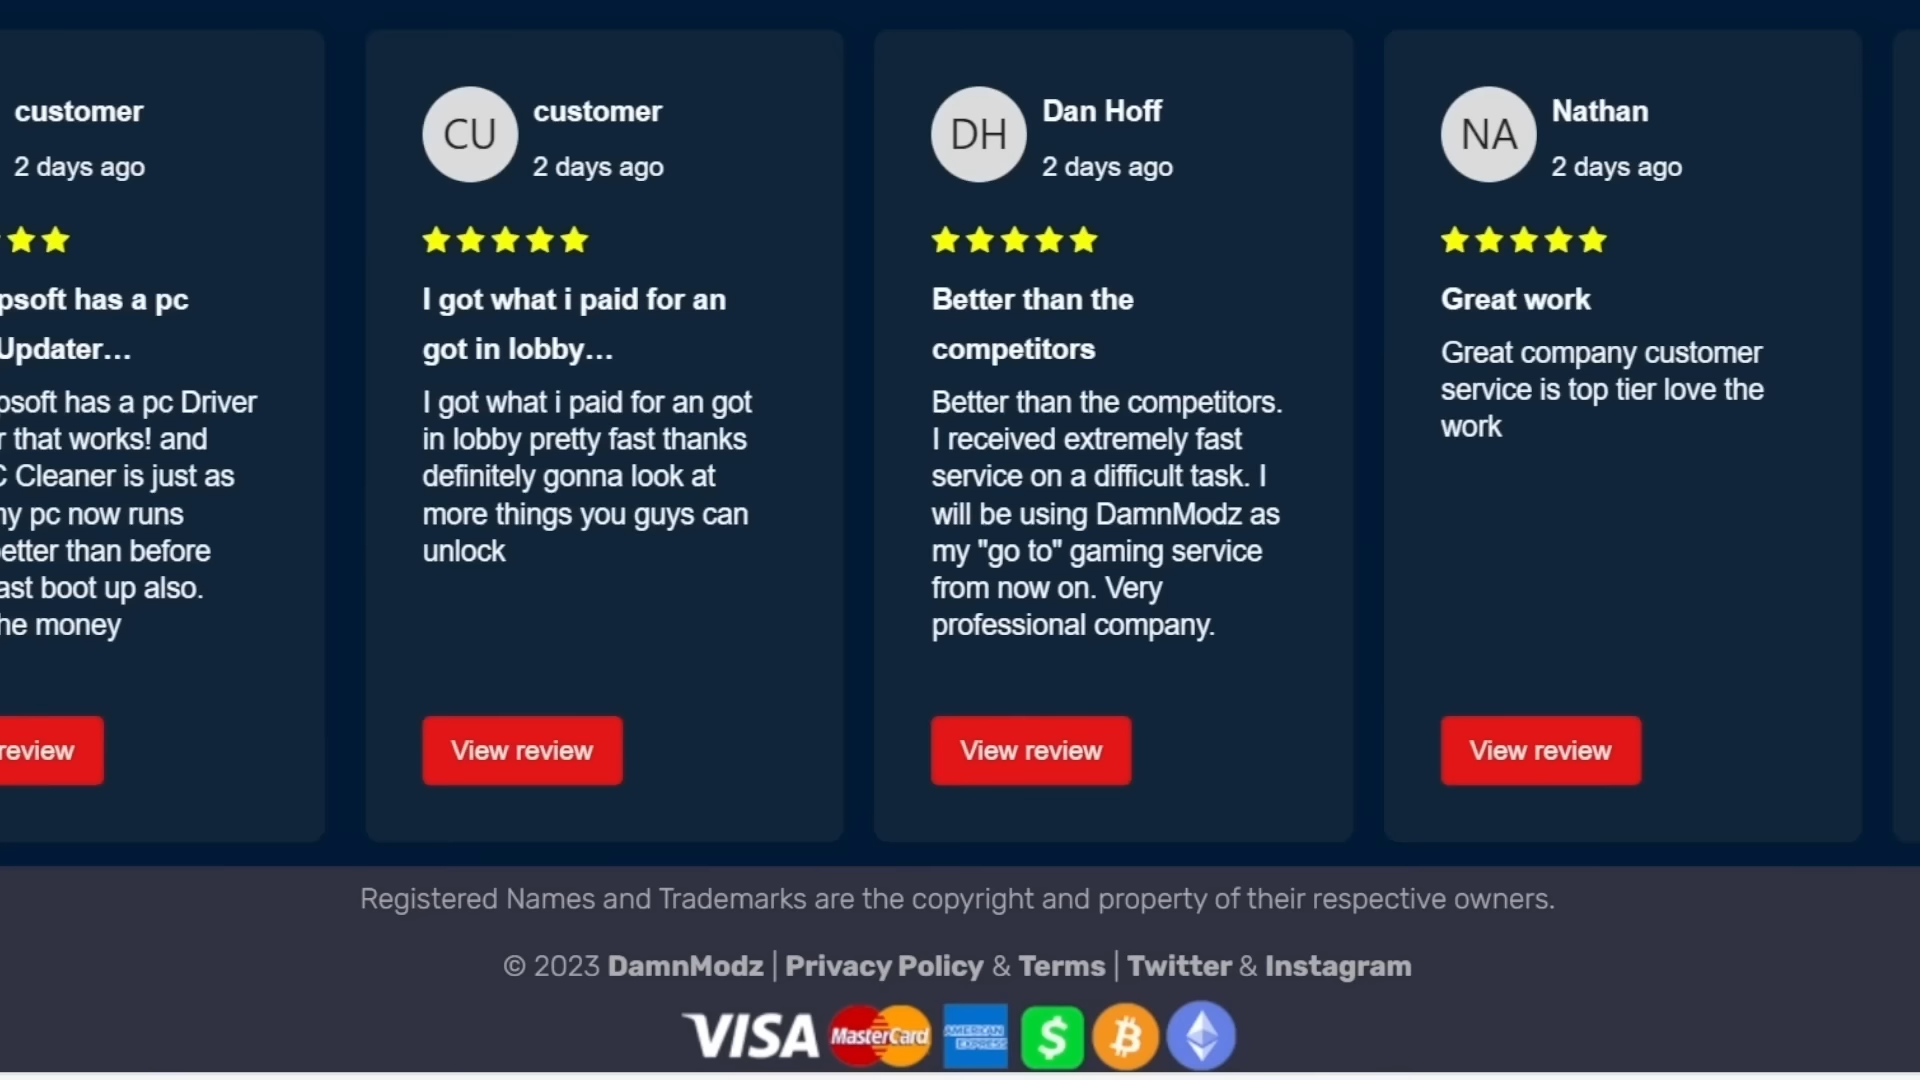 customer
2 days ago
psoft has a pc
Updater...
osoft has a pc Driver
r that works! and
C Cleaner is just as
ny pc now runs
etter than before
ast boot up also.
he money
review
CU
customer
2 days ago
I got what i paid for an
got in lobby...
I got what i paid for an got
in lobby pretty fast thanks
definitely gonna look at
more things you guys can
unlock
View review
DH
Dan Hoff
2 days ago
Better than the
competitors
Better than the competitors.
I received extremely fast
service on a difficult task. I
will be using DamnModz as
my "go to" gaming service
from now on. Very
professional company.
View review
NA
Nathan
2 days ago
Great work
Great company customer
service is top tier love the
work
View review
Registered Names and Trademarks are the copyright and property of their respective owners.
© 2023 DamnModz | Privacy Policy & Terms | Twitter & Instagram
VISA MasterCard AMERICAN EXPRESS $ ₿